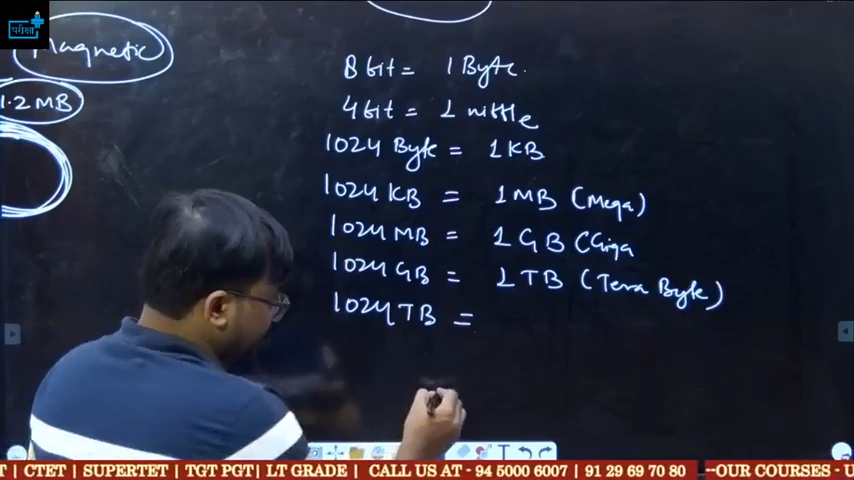 परीक्षा
Magnetic
1.2 MB
8 bit = 1 Byte
4 bit = 1 nibble
1024 Byte = 1 KB
1024 KB = 1 MB (Mega)
1024 MB = 1 GB (Giga
1024 GB = 1 TB (Tera Byte)
1024 TB =
T | CTET | SUPERTET | TGT PGT | LT GRADE | CALL US AT - 94 5000 6007 | 91 29 69 70 80 --OUR COURSES - U